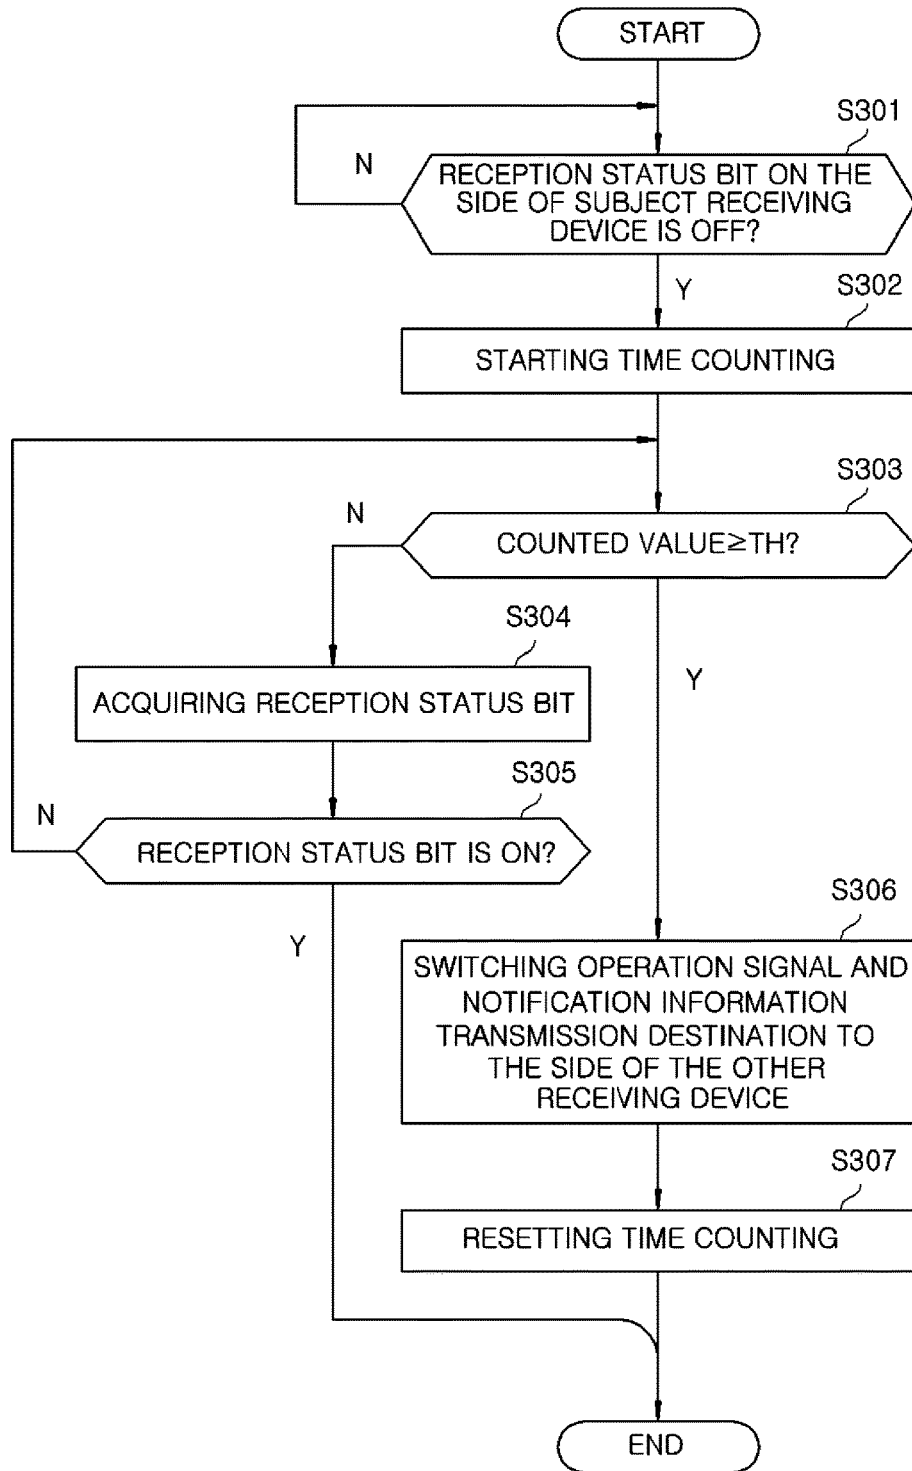 START
S301
N
RECEPTION STATUS BIT ON THE
SIDE OF SUBJECT RECEIVING
DEVICE IS OFF?
Y
S302
STARTING TIME COUNTING
S303
N
COUNTED VALUE≥TH?
S304
Y
ACQUIRING RECEPTION STATUS BIT
S305
N
RECEPTION STATUS BIT IS ON?
S306
Y
SWITCHING OPERATION SIGNAL AND
NOTIFICATION INFORMATION
TRANSMISSION DESTINATION TO
THE SIDE OF THE OTHER
RECEIVING DEVICE
S307
RESETTING TIME COUNTING
END